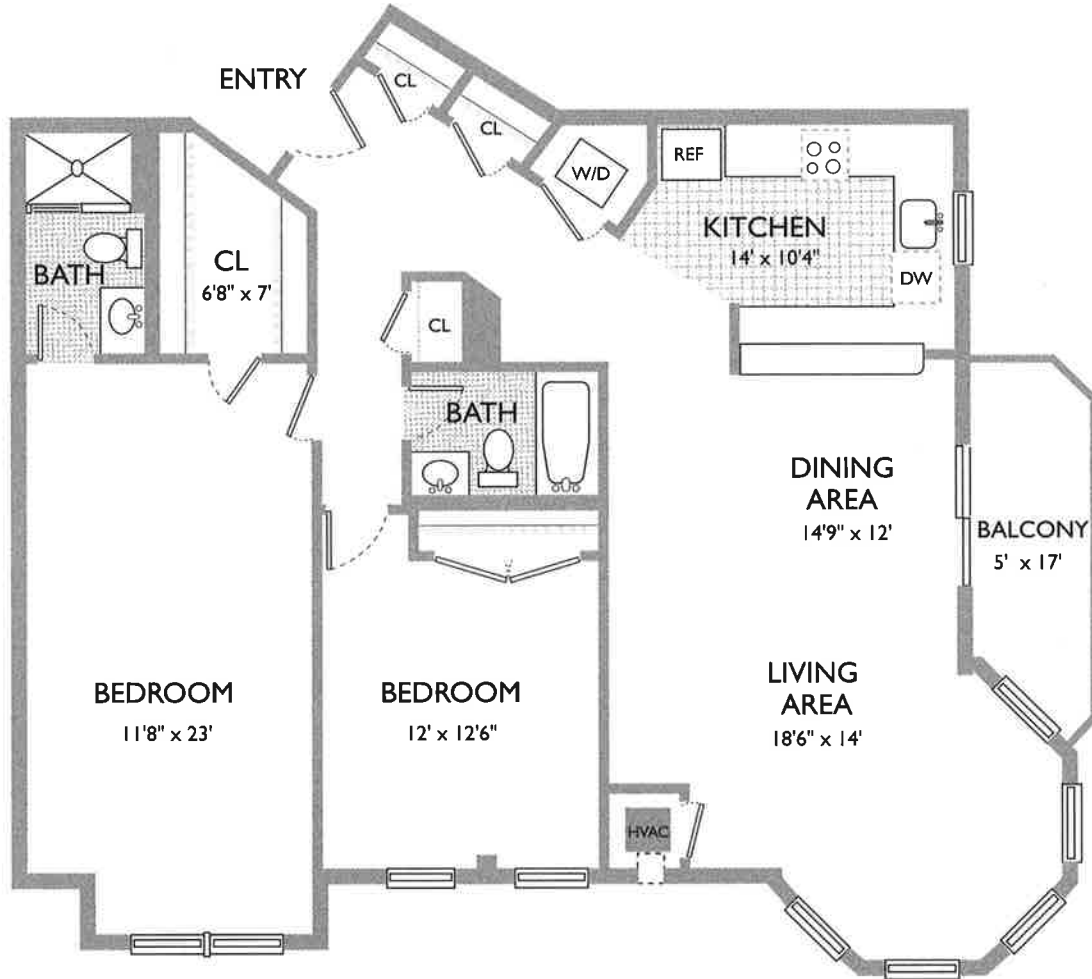 ENTRY
CL
CL
W/D
REF
KITCHEN
14' x 10'4"
DW
BATH
CL
6'8" x 7'
CL
BATH
DINING
AREA
14'9" x 12'
BALCONY
5' x 17'
BEDROOM
11'8" x 23'
BEDROOM
12' x 12'6"
LIVING
AREA
18'6" x 14'
HVAC